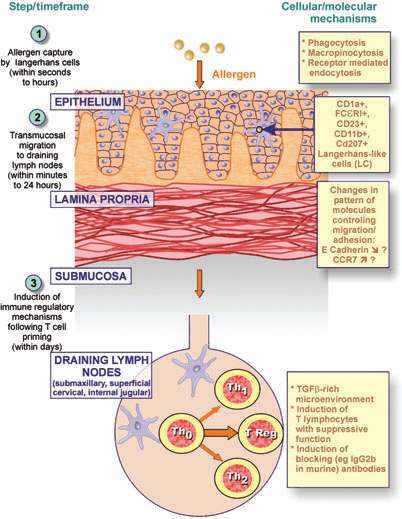 Step/timeframe
Cellular/molecular
mechanisms
1
Allergen capture
by langerhans cells
(within seconds
to hours)
Allergen
* Phagocytosis
* Macropinocytosis
* Receptor mediated
endocytosis
EPITHELIUM
2
Transmucosal
migration
to draining
lymph nodes
(within minutes
to 24 hours)
CD1a+,
FCƐRI+,
CD23+,
CD11b+,
Cd207+
Langerhans-like
cells (LC)
LAMINA PROPRIA
Changes in
pattern of
molecules
controling
migration/
adhesion:
E Cadherin ↘ ?
CCR7 ↗ ?
SUBMUCOSA
3
Induction of
immune regulatory
mechanisms
following T cell
priming
(within days)
DRAINING LYMPH
NODES
(submaxillary, superficial
cervical, internal jugular)
Th1
Th0
T Reg
Th2
* TGFβ-rich
microenvironment
* Induction of
T lymphocytes
with suppressive
function
* Induction of
blocking (eg IgG2b
in murine) antibodies